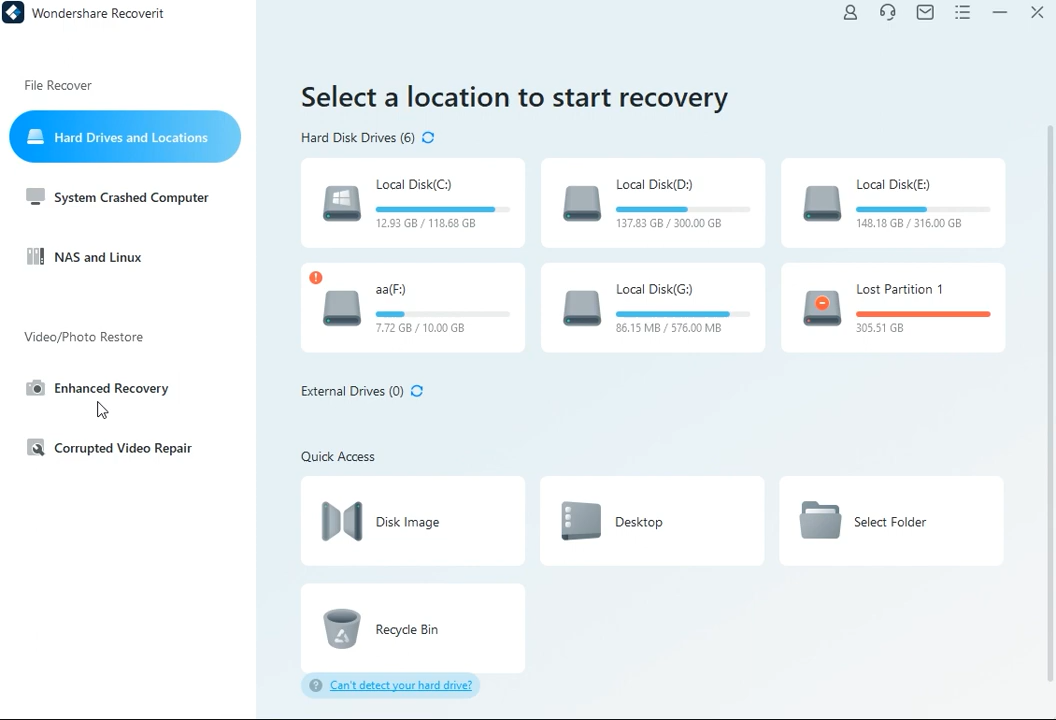 Wondershare Recoverit
File Recover
Hard Drives and Locations
System Crashed Computer
NAS and Linux
Video/Photo Restore
Enhanced Recovery
Corrupted Video Repair
Select a location to start recovery
Hard Disk Drives (6)
Local Disk(C:)
12.93 GB / 118.68 GB
Local Disk(D:)
137.83 GB / 300.00 GB
Local Disk(E:)
148.18 GB / 316.00 GB
aa(F:)
7.72 GB / 10.00 GB
Local Disk(G:)
86.15 MB / 576.00 MB
Lost Partition 1
305.51 GB
External Drives (0)
Quick Access
Disk Image
Desktop
Select Folder
Recycle Bin
Can't detect your hard drive?